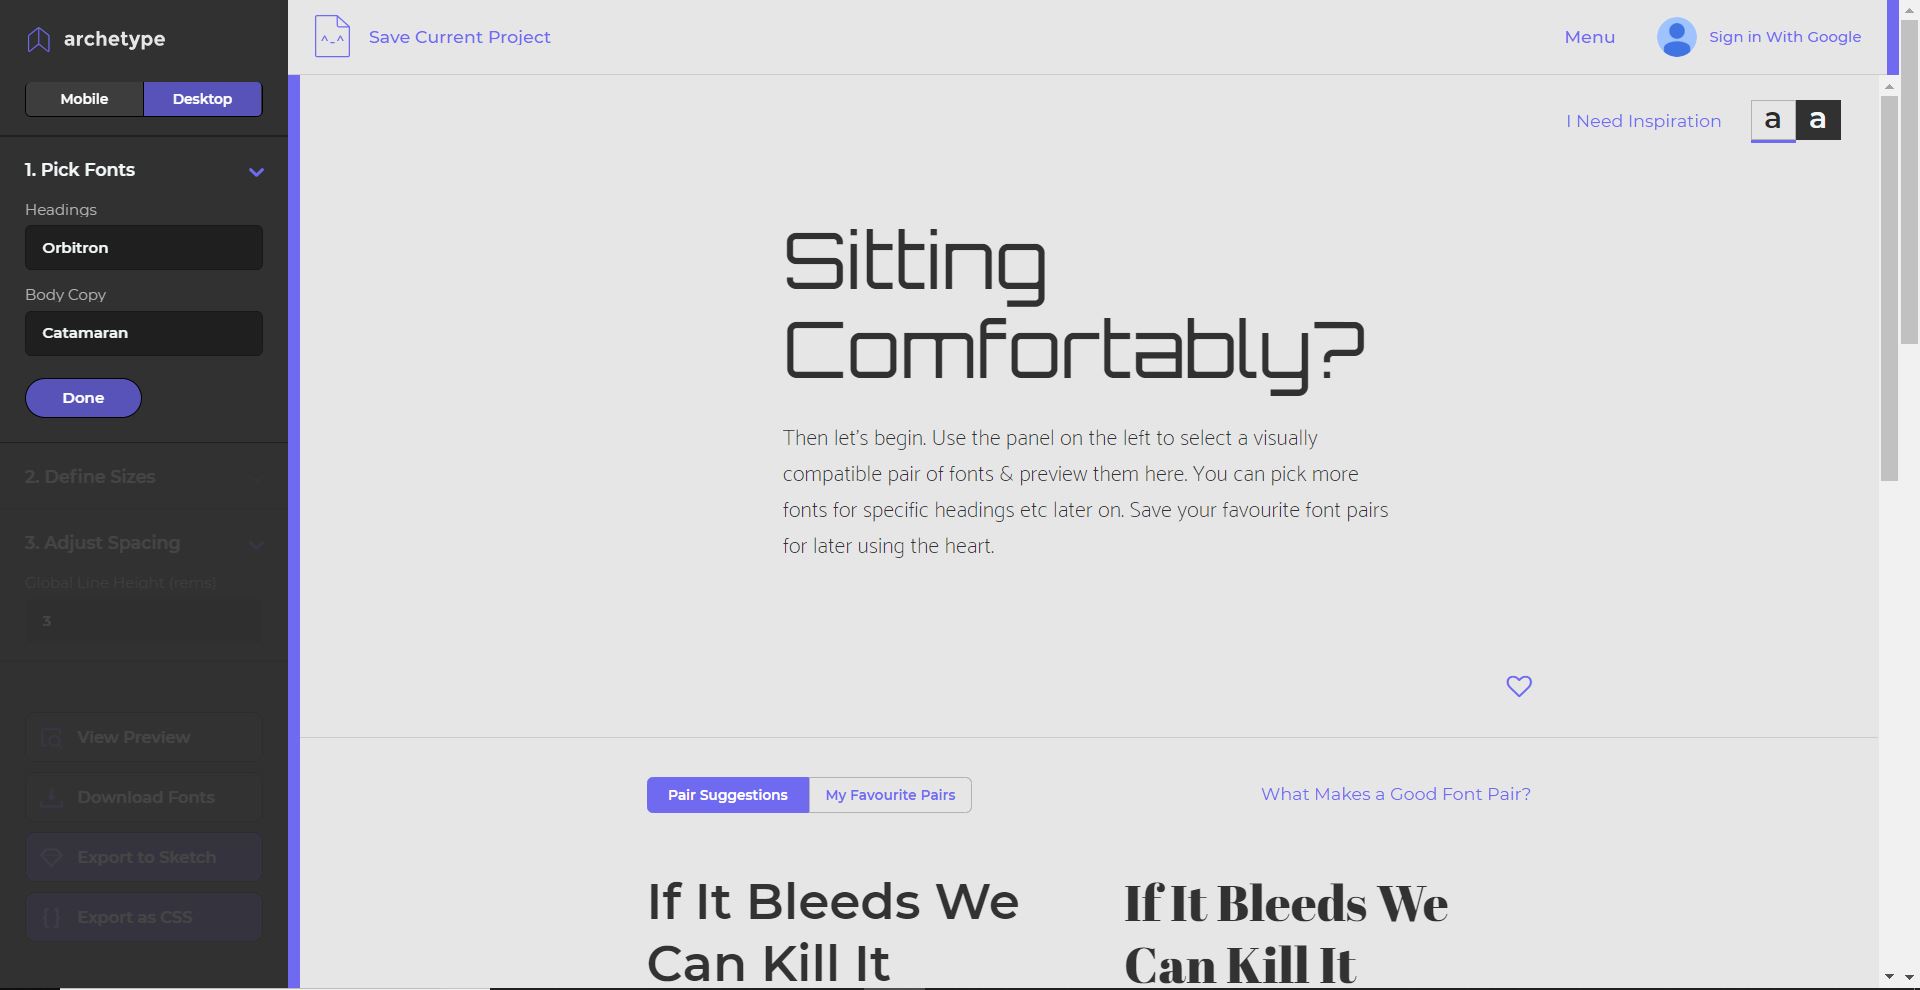 archetype
Mobile
Desktop
1. Pick Fonts
Headings
Orbitron
Body Copy
Catamaran
Done
2. Define Sizes
3. Adjust Spacing
Global Line Height (rems)
3
View Preview
Download Fonts
Export to Sketch
Export as CSS
^_^
Save Current Project
Menu
Sign in With Google
I Need Inspiration
a
a
Sitting
Comfortably?
Then let's begin. Use the panel on the left to select a visually
compatible pair of fonts & preview them here. You can pick more
fonts for specific headings etc later on. Save your favourite font pairs
for later using the heart.
Pair Suggestions
My Favourite Pairs
What Makes a Good Font Pair?
If It Bleeds We
Can Kill It
If It Bleeds We
Can Kill It